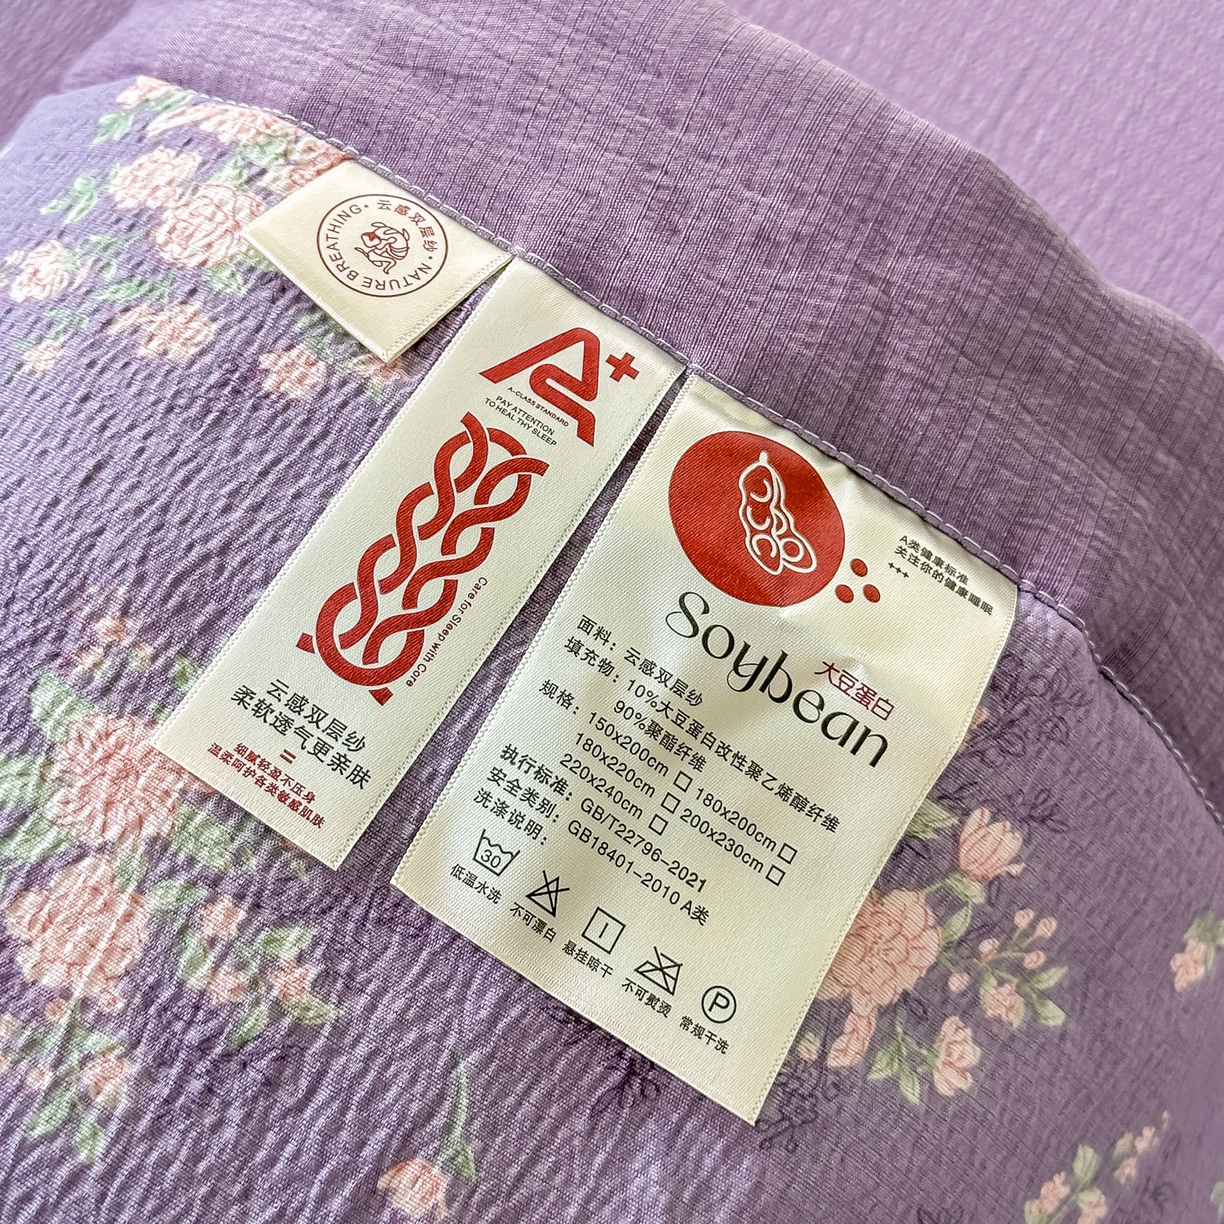 云感双层纱·NATURE BREATHING·
A+
A-CLASS STANDARD
PAY ATTENTION
TO HEALTHY SLEEP
Care for Sleep with Core
云感双层纱
柔软透气更亲肤
细腻轻盈不压身
温柔呵护各类敏感肌肤
A类健康标准
关注你的健康睡眠
+++
Soybean
大豆蛋白
面料：云感双层纱
填充物：10%大豆蛋白改性聚乙烯醇纤维
90%聚酯纤维
规格：150x200cm □ 180x200cm □
180x220cm □ 200x230cm □
220x240cm □
执行标准：GB/T22796-2021
安全类别：GB18401-2010 A类
洗涤说明：
30
低温水洗 不可漂白 悬挂晾干 不可熨烫 常规干洗
P